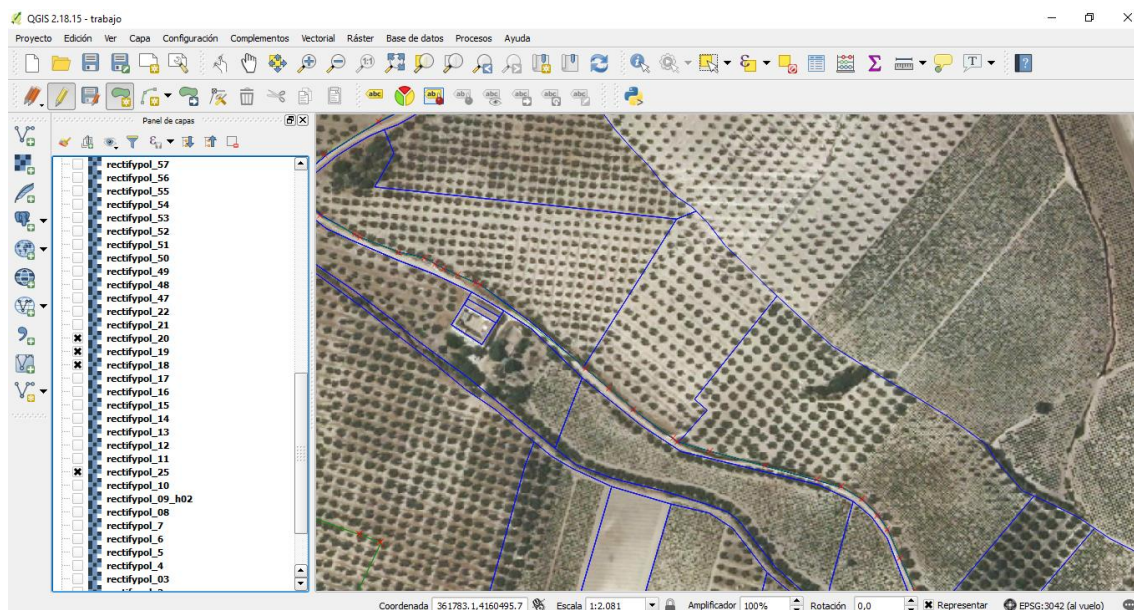 QGIS 2.18.15 - trabajo
Proyecto Edición Ver Capa Configuración Complementos Vectorial Ráster Base de datos Procesos Ayuda
abc
Panel de capas
rectifypol_57
rectifypol_56
rectifypol_55
rectifypol_54
rectifypol_53
rectifypol_52
rectifypol_51
rectifypol_50
rectifypol_49
rectifypol_48
rectifypol_47
rectifypol_22
rectifypol_21
rectifypol_20
rectifypol_19
rectifypol_18
rectifypol_17
rectifypol_16
rectifypol_15
rectifypol_14
rectifypol_13
rectifypol_12
rectifypol_11
rectifypol_25
rectifypol_10
rectifypol_09_h02
rectifypol_08
rectifypol_7
rectifypol_6
rectifypol_5
rectifypol_4
rectifypol_03
Coordenada 361783.1,4160495.7 Escala 1:2.081 Amplificador 100% Rotación 0,0 Representar EPSG:3042 (al vuelo)